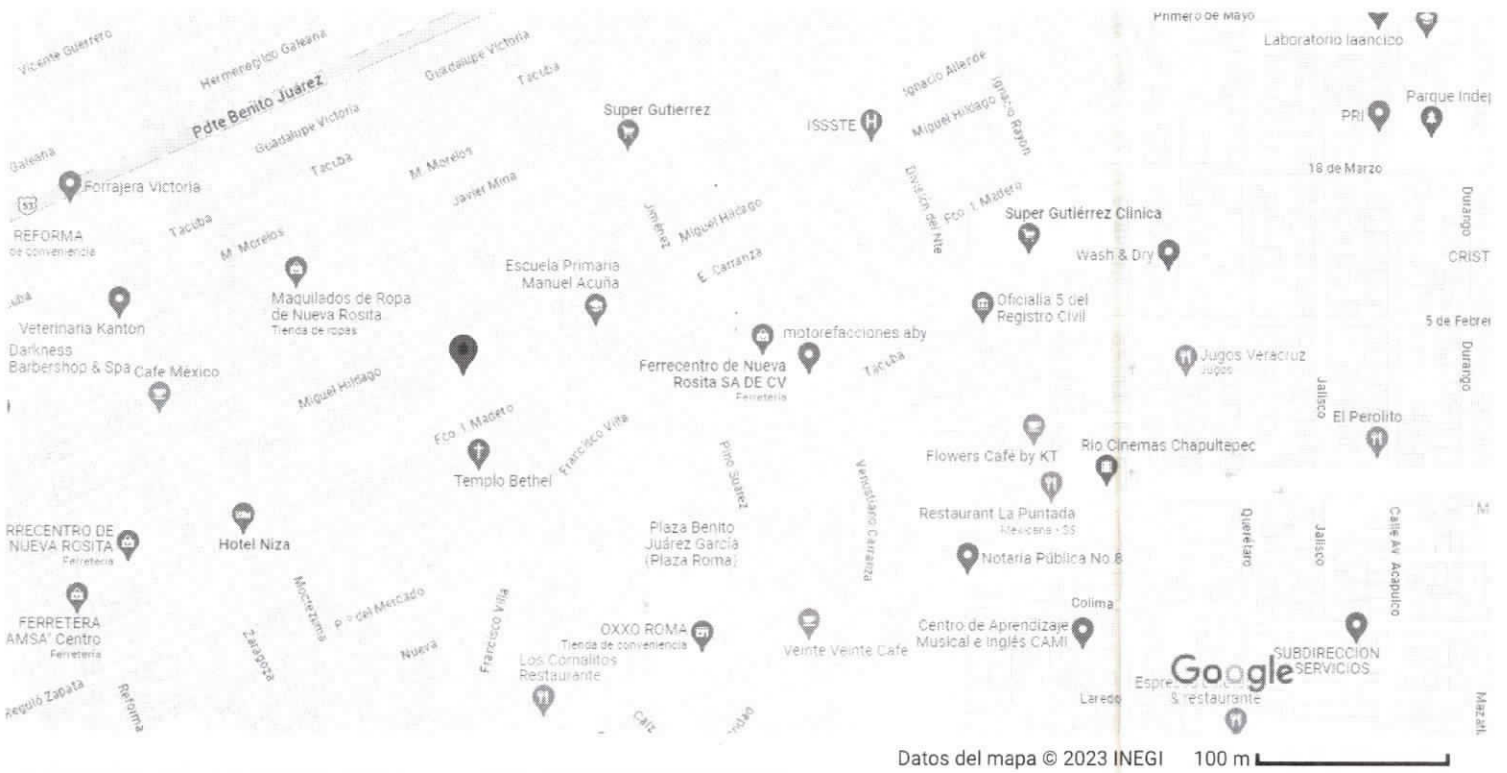 Vicente Guerrero
Hermenegildo Galeana
Guadalupe Victoria
Tacuba
Pdte Benito Juárez
Guadalupe Victoria
Tacuba
M. Morelos
Javier Mina
Galeana
Forrajera Victoria
53
REFORMA
de conveniencia
Tacuba
M. Morelos
Super Gutierrez
ISSSTE
Ignacio Allende
Miguel Hidago
Ignacio Rayon
Primero de Mayo
Laboratorio
PRI
Parque
18 de Marzo
Durango
Jiménez
Miguel Hidago
E. Carranza
División del Nte
Fco. I. Madero
Super Gutiérrez Clinica
Wash & Dry
CRIST
Escuela Primaria
Manuel Acuña
Maquilados de Ropa
de Nueva Rosita
Tienda de ropas
Veterinaria Kanton
Darkness
Barbershop & Spa
Cafe México
Miguel Hidago
Oficialía 5 del
Registro Civil
motorefacciones aby
Ferrecentro de Nueva
Rosita SA DE CV
Ferretería
Tacuba
5 de
Durango
Jugos Veracruz
Jugos
Jalisco
El Perolito
Fco. I. Madero
Templo Bethel
Francisco Villa
Pino Suárez
Venustiano Carranza
Flowers Café by KT
Rio Cinemas Chapultepec
Restaurant La Puntada
Mexicana • $$
Notaria Pública No.8
Querétaro
Jalisco
Calle Av. Acapulco
M
RRECENTRO DE
NUEVA ROSITA
Ferretería
Hotel Niza
Plaza Benito
Juárez García
(Plaza Roma)
FERRETERA
AMSA' Centro
Ferretería
Moctezuma
del Mercado
Zaragoza
Nueva
Francisco Villa
OXXO ROMA
Tienda de conveniencia
Los Cornalitos
Restaurante
Veinte Veinte Cafe
Colima
Centro de Aprendizaje
Musical e Inglés CAMI
SUBDIRECCION
SERVICIOS
Google
& restaurante
Laredo
Zapata
Reforma
Datos del mapa © 2023 INEGI 100 m